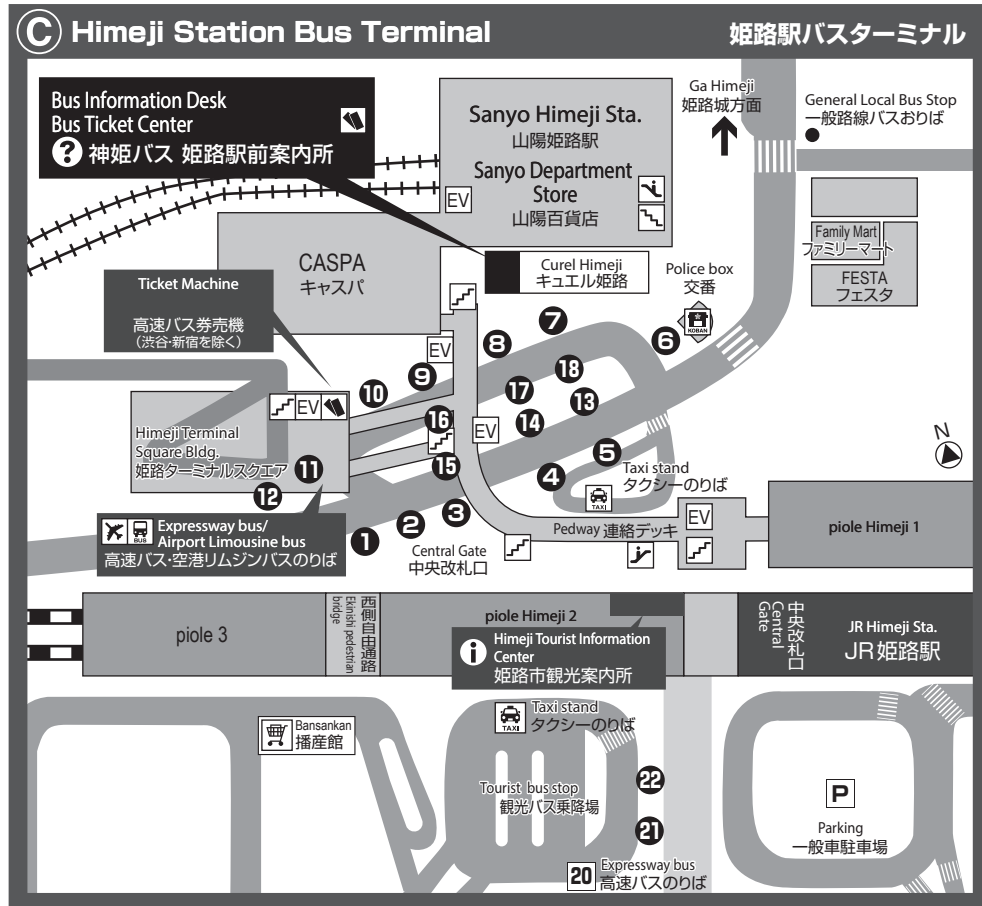 C Himeji Station Bus Terminal
姫路駅バスターミナル
Bus Information Desk
Bus Ticket Center
? 神姫バス 姫路駅前案内所
Sanyo Himeji Sta.
山陽姫路駅
Sanyo Department
Store
山陽百貨店
EV
Ga Himeji
姫路城方面
General Local Bus Stop
一般路線バスおりば
Family Mart
ファミリーマート
FESTA
フェスタ
CASPA
キャスパ
Curel Himeji
キュエル姫路
Police box
交番
KOBAN
Ticket Machine
高速バス券売機
(渋谷・新宿を除く)
EV
7
8
6
9
18
10
17
13
16
14
EV
EV
Himeji Terminal
Square Bldg.
姫路ターミナルスクエア
11
15
5
4
12
3
2
1
Taxi stand
タクシーのりば
TAXI
N
BUS
Expressway bus/
Airport Limousine bus
高速バス・空港リムジンバスのりば
Central Gate
中央改札口
Pedway 連絡デッキ
EV
piole Himeji 1
piole 3
西側自由通路
Ekinishi pedestrian
bridge
piole Himeji 2
i
Himeji Tourist Information
Center
姫路市観光案内所
中央改札口
Central
Gate
JR Himeji Sta.
JR姫路駅
Bansankan
播産館
TAXI
Taxi stand
タクシーのりば
Tourist bus stop
観光バス乗降場
22
21
20
Expressway bus
高速バスのりば
P
Parking
一般車駐車場